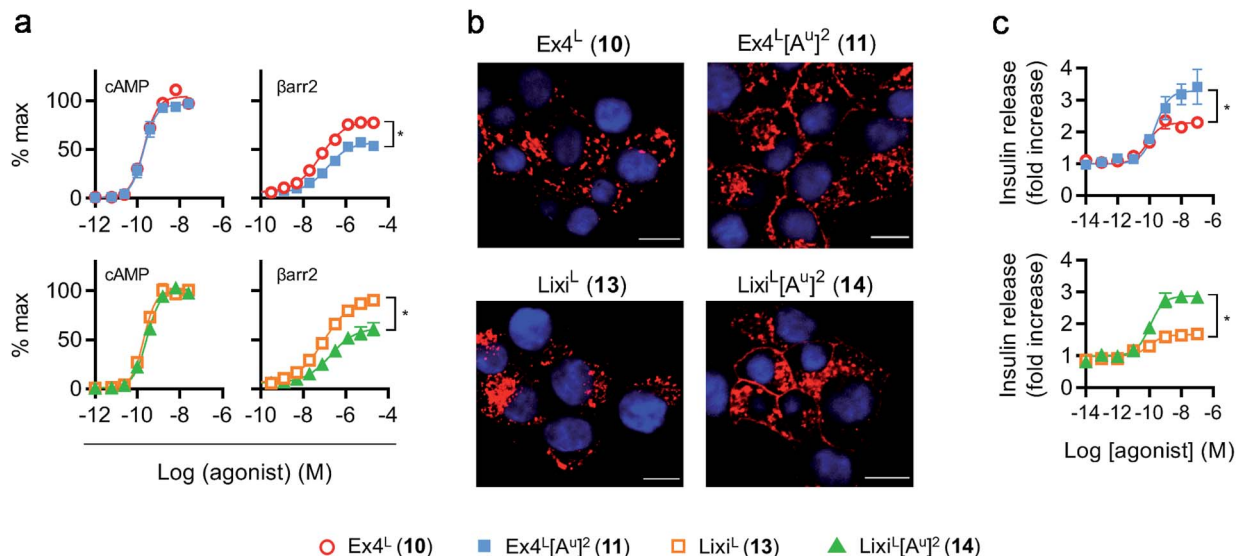 a
cAMP
βarr2
% max
100
50
0
-12 -10 -8 -6
-10 -8 -6 -4
*
cAMP
βarr2
% max
100
50
0
-12 -10 -8 -6
-10 -8 -6 -4
*
Log (agonist) (M)
b
Ex4ᴸ (10)
Ex4ᴸ[Aᵘ]² (11)
Lixiᴸ (13)
Lixiᴸ[Aᵘ]² (14)
c
Insulin release
(fold increase)
4
3
2
1
0
-14 -12 -10 -8 -6
*
Insulin release
(fold increase)
4
3
2
1
0
-14 -12 -10 -8 -6
*
Log [agonist] (M)
Ex4ᴸ (10) Ex4ᴸ[Aᵘ]² (11) Lixiᴸ (13) Lixiᴸ[Aᵘ]² (14)